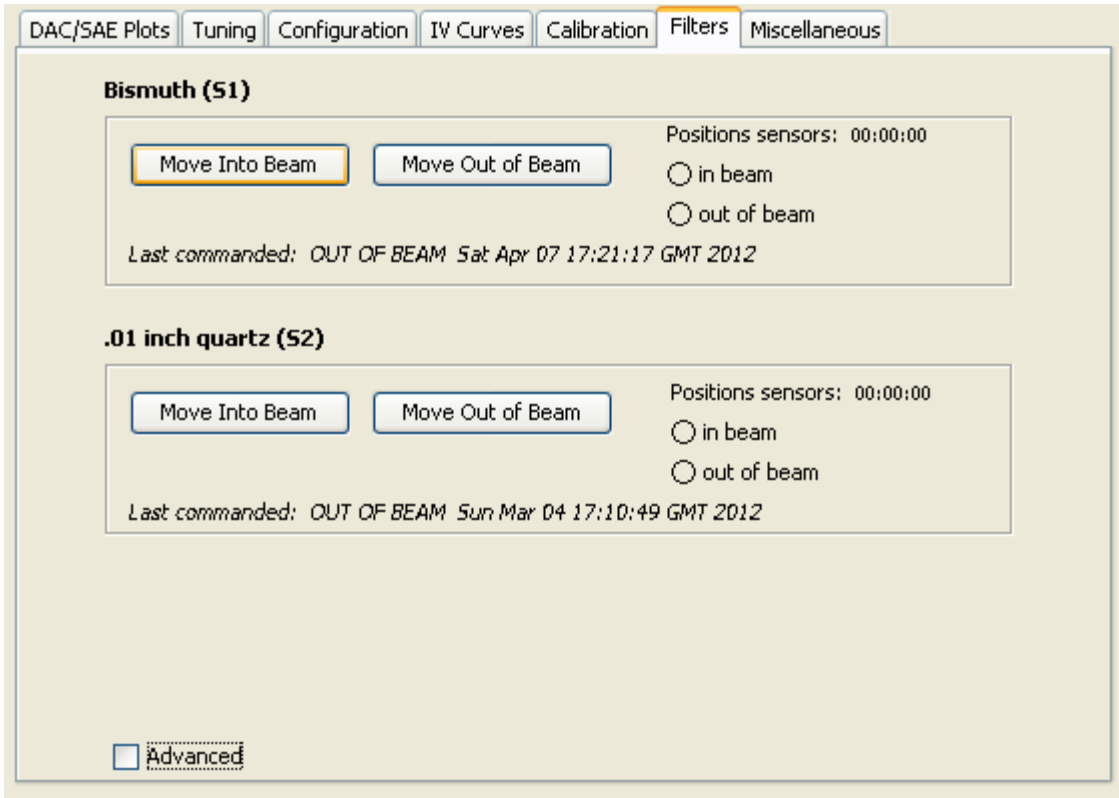 DAC/SAE Plots Tuning Configuration IV Curves Calibration Filters Miscellaneous
Bismuth (S1)
Positions sensors: 00:00:00
Move Into Beam Move Out of Beam
in beam
out of beam
Last commanded: OUT OF BEAM Sat Apr 07 17:21:17 GMT 2012
.01 inch quartz (S2)
Positions sensors: 00:00:00
Move Into Beam Move Out of Beam
in beam
out of beam
Last commanded: OUT OF BEAM Sun Mar 04 17:10:49 GMT 2012
Advanced